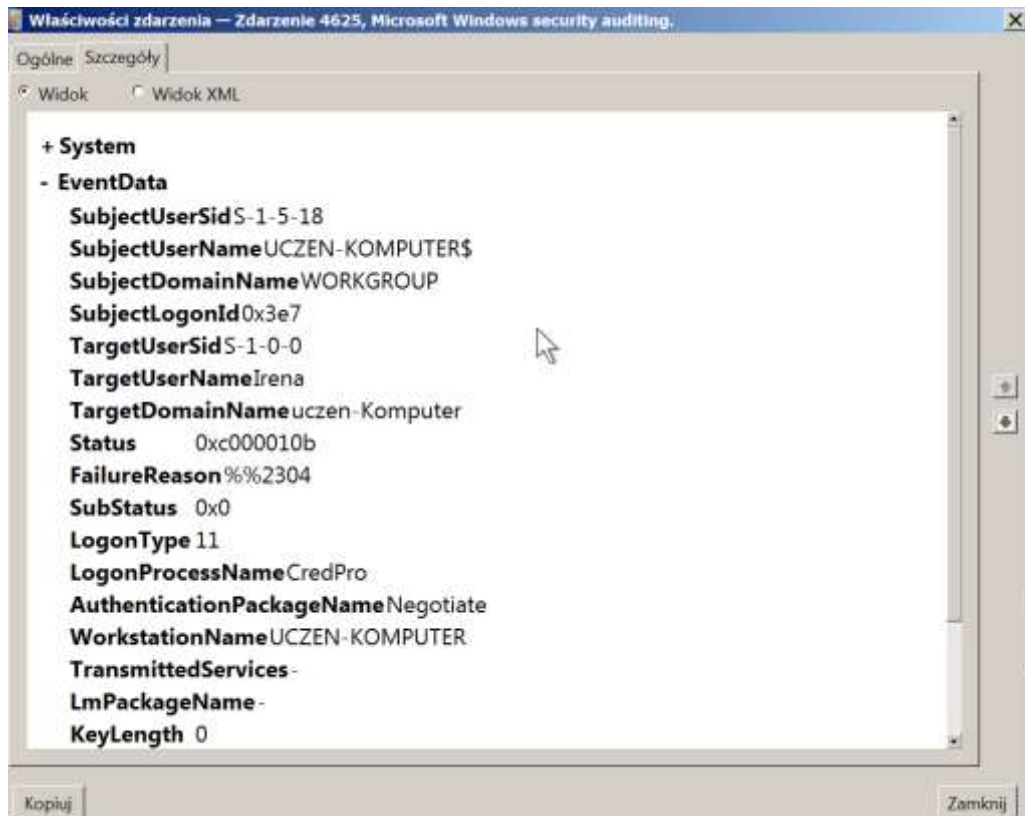 Właściwości zdarzenia — Zdarzenie 4625, Microsoft Windows security auditing.
Ogólne Szczegóły
Widok Widok XML
+ System
- EventData
SubjectUserSid S-1-5-18
SubjectUserName UCZEN-KOMPUTER$
SubjectDomainName WORKGROUP
SubjectLogonId 0x3e7
TargetUserSid S-1-0-0
TargetUserName Irena
TargetDomainName uczen-Komputer
Status 0xc000010b
FailureReason %%2304
SubStatus 0x0
LogonType 11
LogonProcessName CredPro
AuthenticationPackageName Negotiate
WorkstationName UCZEN-KOMPUTER
TransmittedServices -
LmPackageName -
KeyLength 0
Kopiuj Zamknij